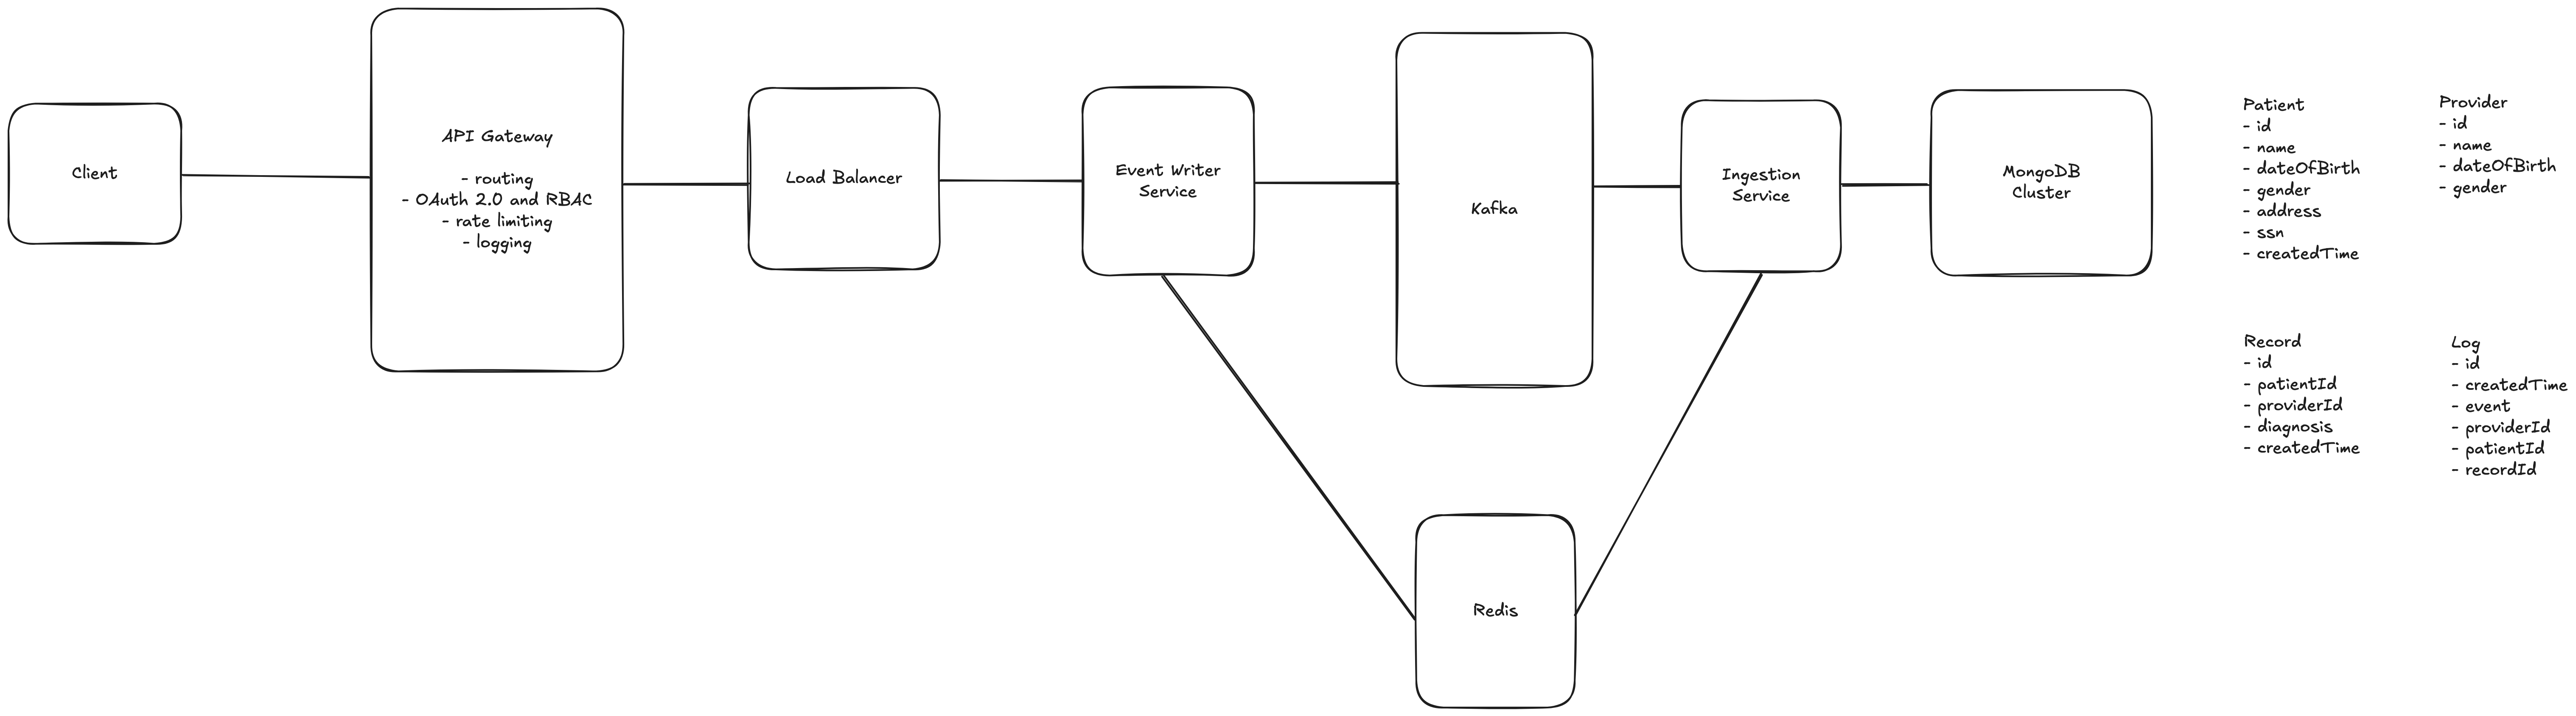 Client
API Gateway
- routing
- OAuth 2.0 and RBAC
- rate limiting
- logging
Load Balancer
Event Writer
Service
Kafka
Ingestion
Service
MongoDB
Cluster
Redis
Patient
- id
- name
- dateOfBirth
- gender
- address
- ssn
- createdTime
Provider
- id
- name
- dateOfBirth
- gender
Record
- id
- patientId
- providerId
- diagnosis
- createdTime
Log
- id
- createdTime
- event
- providerId
- patientId
- recordId